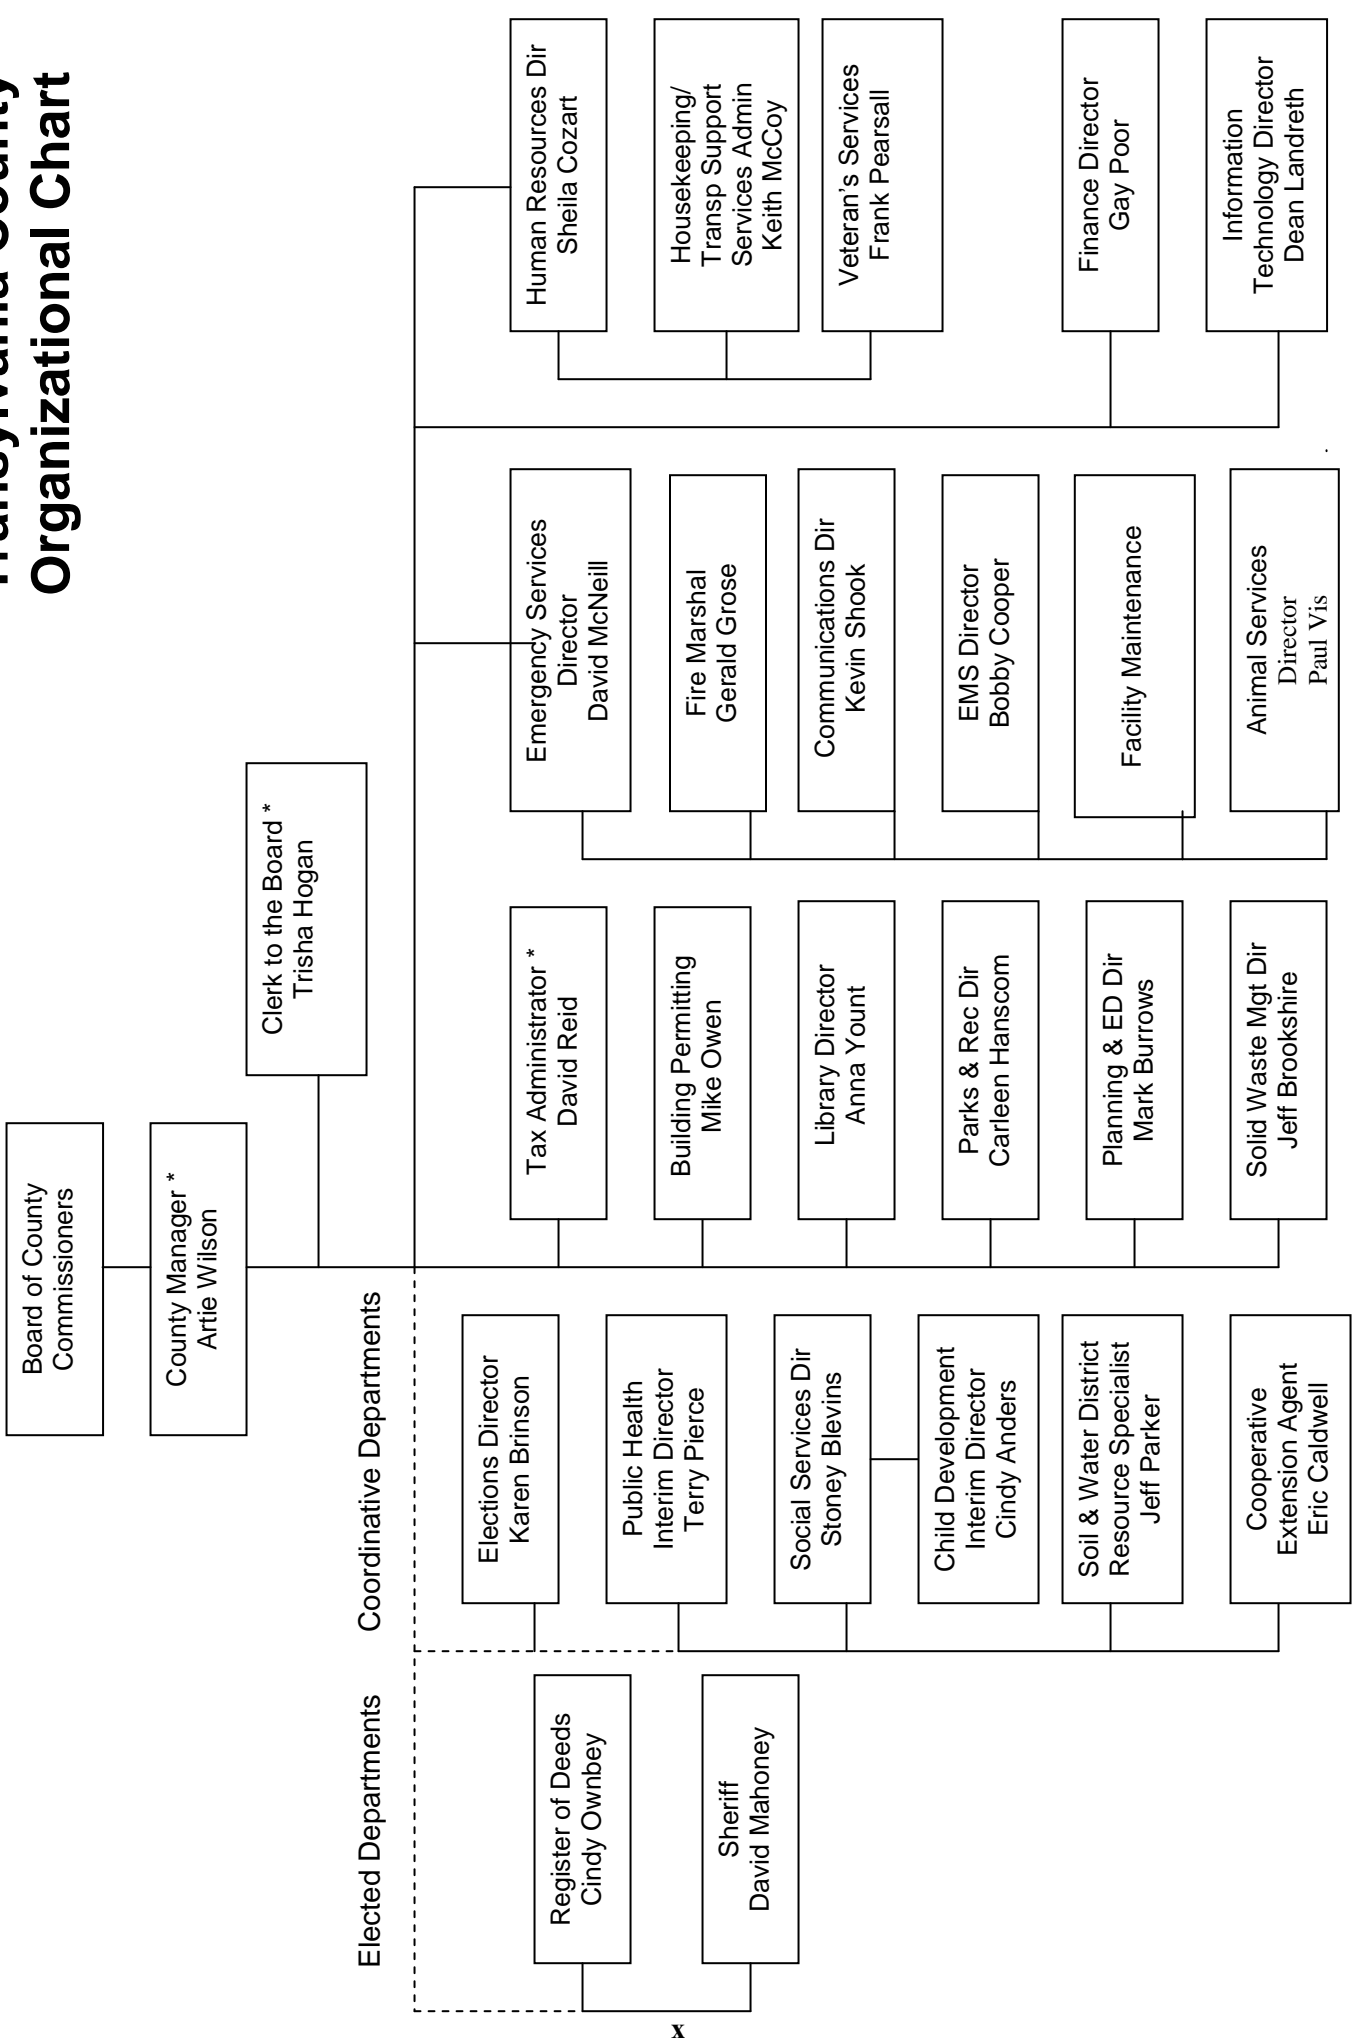 Transylvania County
Organizational Chart
Board of County
Commissioners
County Manager *
Artie Wilson
Clerk to the Board *
Trisha Hogan
Elected Departments
Coordinative Departments
Register of Deeds
Cindy Ownbey
Sheriff
David Mahoney
x
Elections Director
Karen Brinson
Public Health
Interim Director
Terry Pierce
Social Services Dir
Stoney Blevins
Child Development
Interim Director
Cindy Anders
Soil & Water District
Resource Specialist
Jeff Parker
Cooperative
Extension Agent
Eric Caldwell
Tax Administrator *
David Reid
Building Permitting
Mike Owen
Library Director
Anna Yount
Parks & Rec Dir
Carleen Hanscom
Planning & ED Dir
Mark Burrows
Solid Waste Mgt Dir
Jeff Brookshire
Emergency Services
Director
David McNeill
Fire Marshal
Gerald Grose
Communications Dir
Kevin Shook
EMS Director
Bobby Cooper
Facility Maintenance
Animal Services
Director
Paul Vis
.
Human Resources Dir
Sheila Cozart
Housekeeping/
Transp Support
Services Admin
Keith McCoy
Veteran's Services
Frank Pearsall
Finance Director
Gay Poor
Information
Technology Director
Dean Landreth